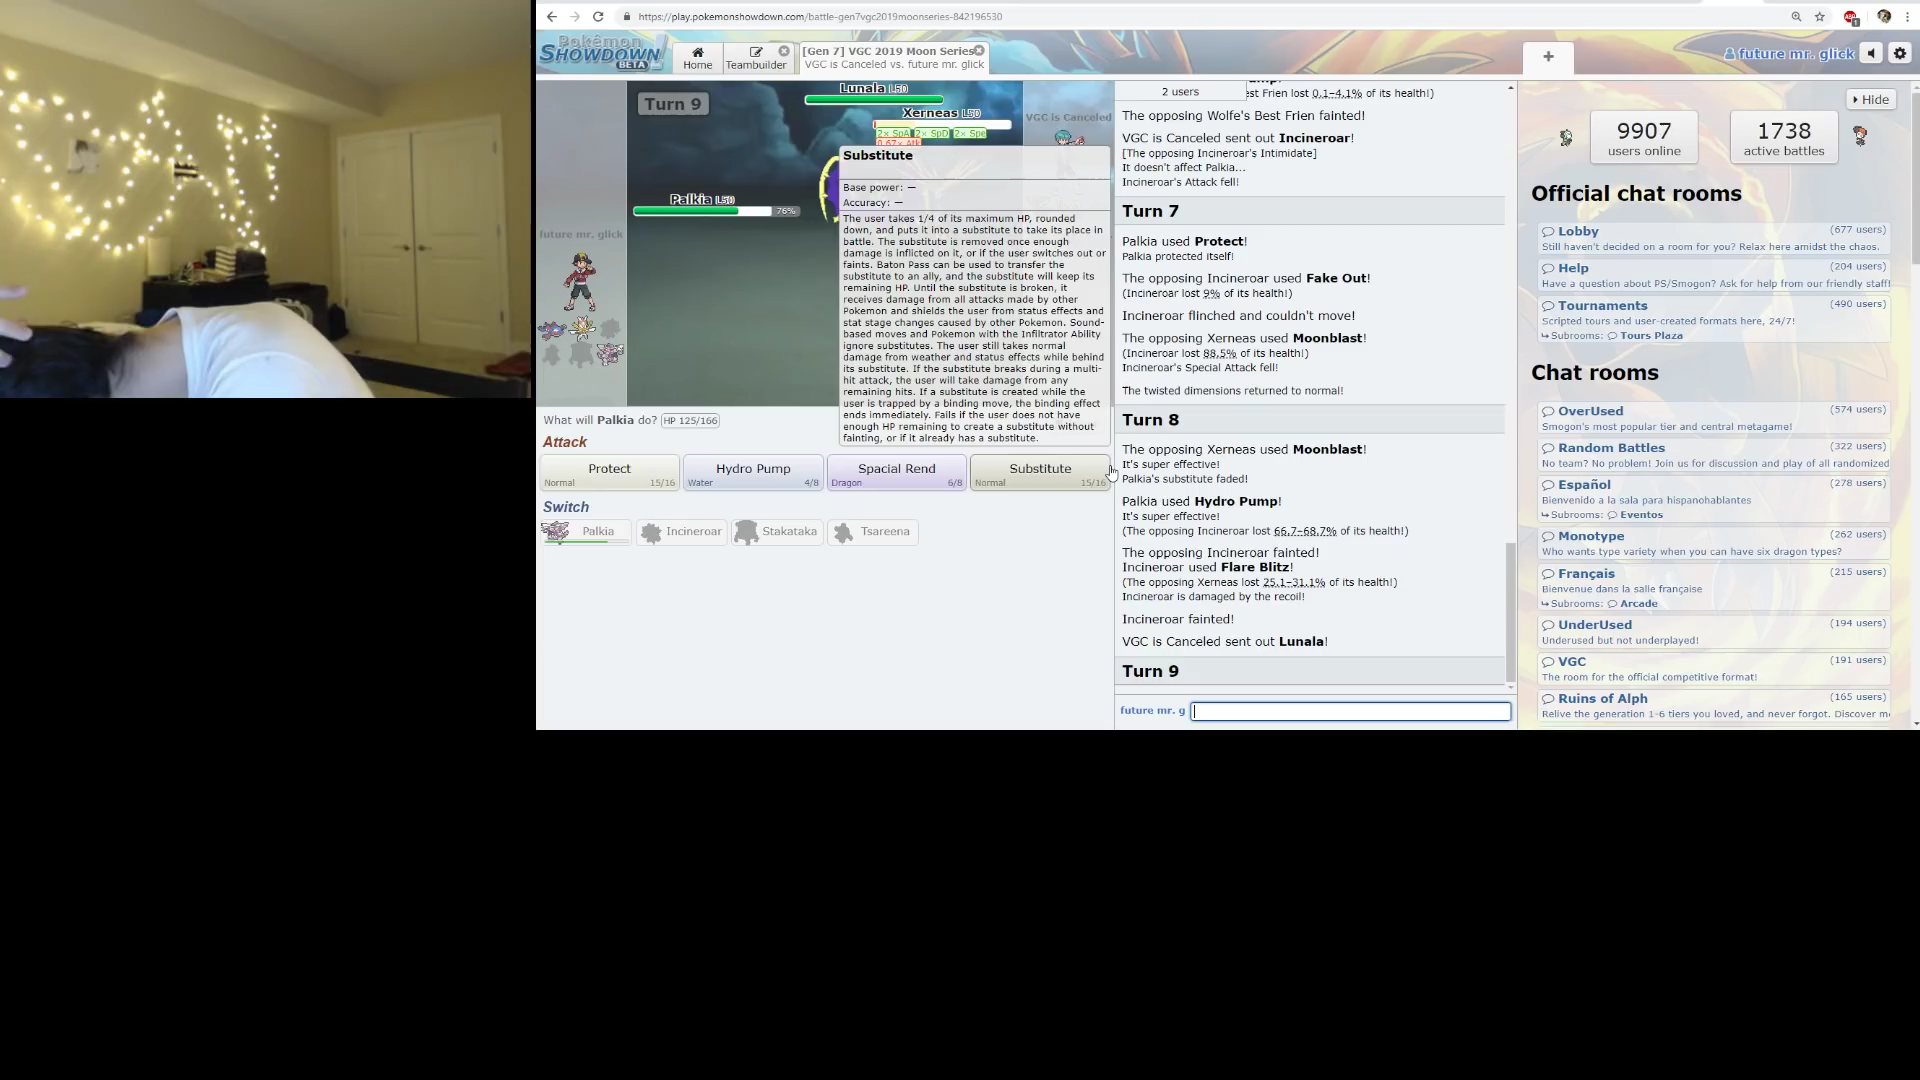 https://play.pokemonshowdown.com/battle-gen7vgc2019moonseries-842196530
Pokémon
SHOWDOWN
BETA
Home
Teambuilder
[Gen 7] VGC 2019 Moon Series
VGC is Canceled vs. future mr. glick
+
future mr. glick
Turn 9
Lunala L50
Xerneas L50
2× SpA 2× SpD 2× Spe
0.67× Atk
VGC is Canceled
Palkia L50
76%
future mr. glick
Substitute
Base power: —
Accuracy: —
The user takes 1/4 of its maximum HP, rounded
down, and puts it into a substitute to take its place in
battle. The substitute is removed once enough
damage is inflicted on it, or if the user switches out or
faints. Baton Pass can be used to transfer the
substitute to an ally, and the substitute will keep its
remaining HP. Until the substitute is broken, it
receives damage from all attacks made by other
Pokemon and shields the user from status effects and
stat stage changes caused by other Pokemon. Sound-
based moves and Pokemon with the Infiltrator Ability
ignore substitutes. The user still takes normal
damage from weather and status effects while behind
its substitute. If the substitute breaks during a multi-
hit attack, the user will take damage from any
remaining hits. If a substitute is created while the
user is trapped by a binding move, the binding effect
ends immediately. Fails if the user does not have
enough HP remaining to create a substitute without
fainting, or if it already has a substitute.
What will Palkia do? HP 125/166
Attack
Protect
Normal 15/16
Hydro Pump
Water 4/8
Spacial Rend
Dragon 6/8
Substitute
Normal 15/16
Switch
Palkia
Incineroar
Stakataka
Tsareena
2 users
est Frien lost 0.1–4.1% of its health!)
The opposing Wolfe's Best Frien fainted!
VGC is Canceled sent out Incineroar!
[The opposing Incineroar's Intimidate]
It doesn't affect Palkia...
Incineroar's Attack fell!
Turn 7
Palkia used Protect!
Palkia protected itself!
The opposing Incineroar used Fake Out!
(Incineroar lost 9% of its health!)
Incineroar flinched and couldn't move!
The opposing Xerneas used Moonblast!
(Incineroar lost 88.5% of its health!)
Incineroar's Special Attack fell!
The twisted dimensions returned to normal!
Turn 8
The opposing Xerneas used Moonblast!
It's super effective!
Palkia's substitute faded!
Palkia used Hydro Pump!
It's super effective!
(The opposing Incineroar lost 66.7–68.7% of its health!)
The opposing Incineroar fainted!
Incineroar used Flare Blitz!
(The opposing Xerneas lost 25.1–31.1% of its health!)
Incineroar is damaged by the recoil!
Incineroar fainted!
VGC is Canceled sent out Lunala!
Turn 9
future mr. g
Hide
9907
users online
1738
active battles
Official chat rooms
Lobby (677 users)
Still haven't decided on a room for you? Relax here amidst the chaos.
Help (204 users)
Have a question about PS/Smogon? Ask for help from our friendly staff!
Tournaments (490 users)
Scripted tours and user-created formats here, 24/7!
Subrooms: Tours Plaza
Chat rooms
OverUsed (574 users)
Smogon's most popular tier and central metagame!
Random Battles (322 users)
No team? No problem! Join us for discussion and play of all randomized
Español (278 users)
Bienvenido a la sala para hispanohablantes
Subrooms: Eventos
Monotype (262 users)
Who wants type variety when you can have six dragon types?
Français (215 users)
Bienvenue dans la salle française
Subrooms: Arcade
UnderUsed (194 users)
Underused but not underplayed!
VGC (191 users)
The room for the official competitive format!
Ruins of Alph (165 users)
Relive the generation 1-6 tiers you loved, and never forgot. Discover m